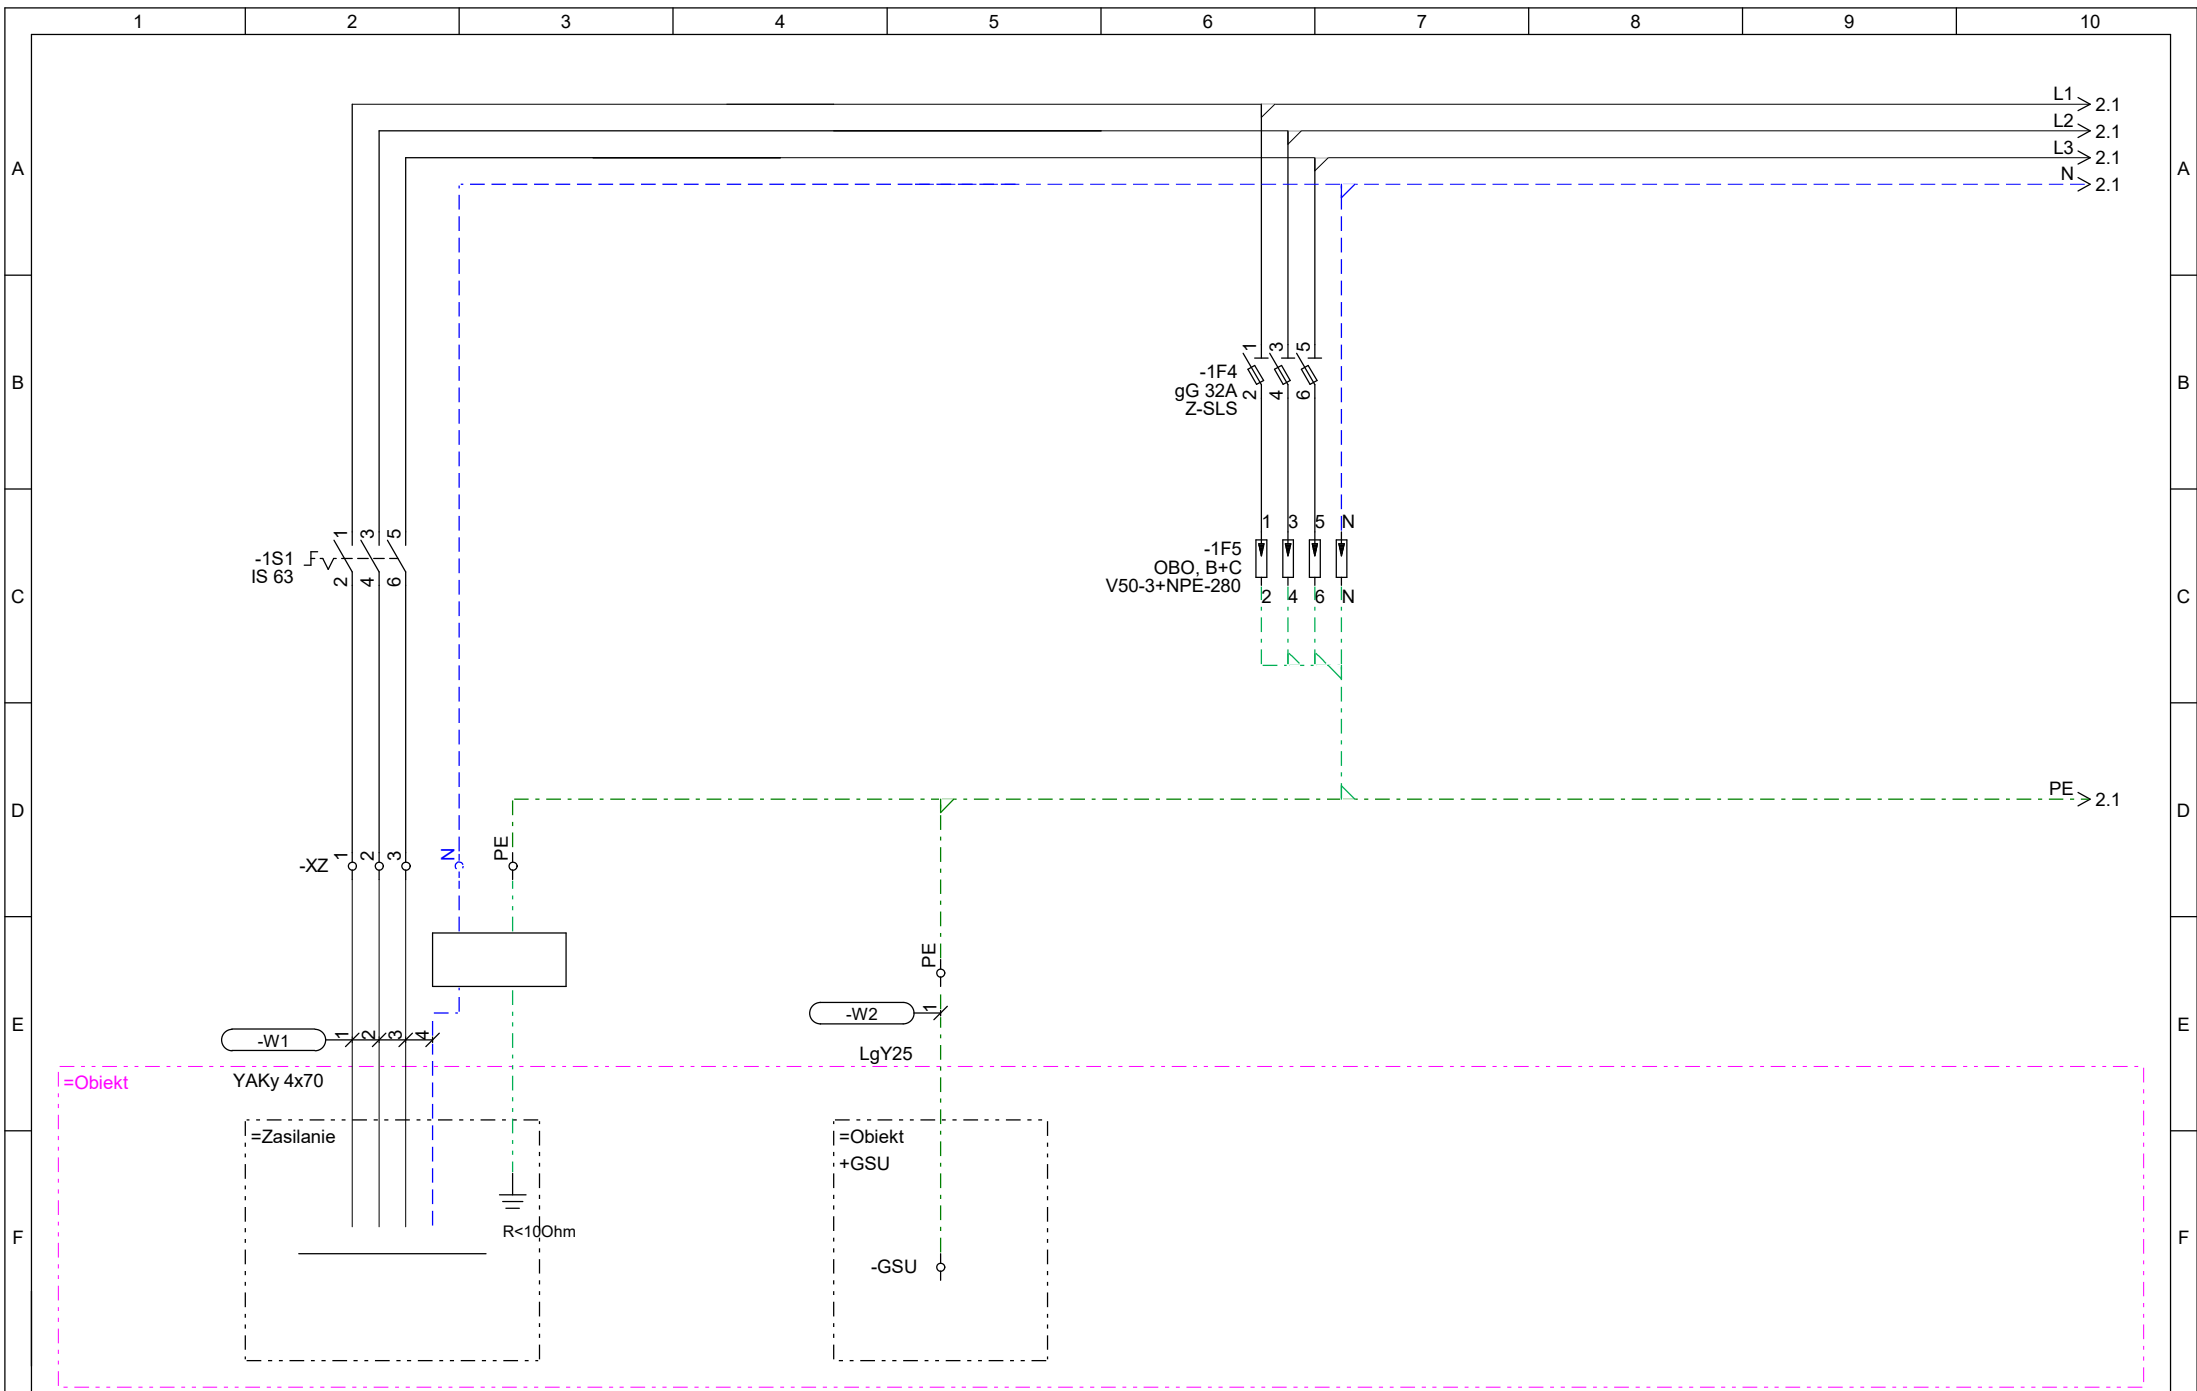 1 2 3 4 5 6 7 8 9 10
L1 2.1
L2 2.1
L3 2.1
A N 2.1 A
1 3 5
-1F4
B B
gG 32A 2 4 6
Z-SLS
1 3 5 N
1 3 5
-1F5
-1S1
OBO, B+C
IS 63 2 4 6
V50-3+NPE-280
C 2 4 6 N C
PE 2.1
D D
-XZ 1 2 3 N PE
PE
-W2 1
E E
-W1 1 2 3 4
LgY25
=Obiekt YAKy 4x70
=Zasilanie =Obiekt
+GSU
R<10Ohm
F F
-GSU